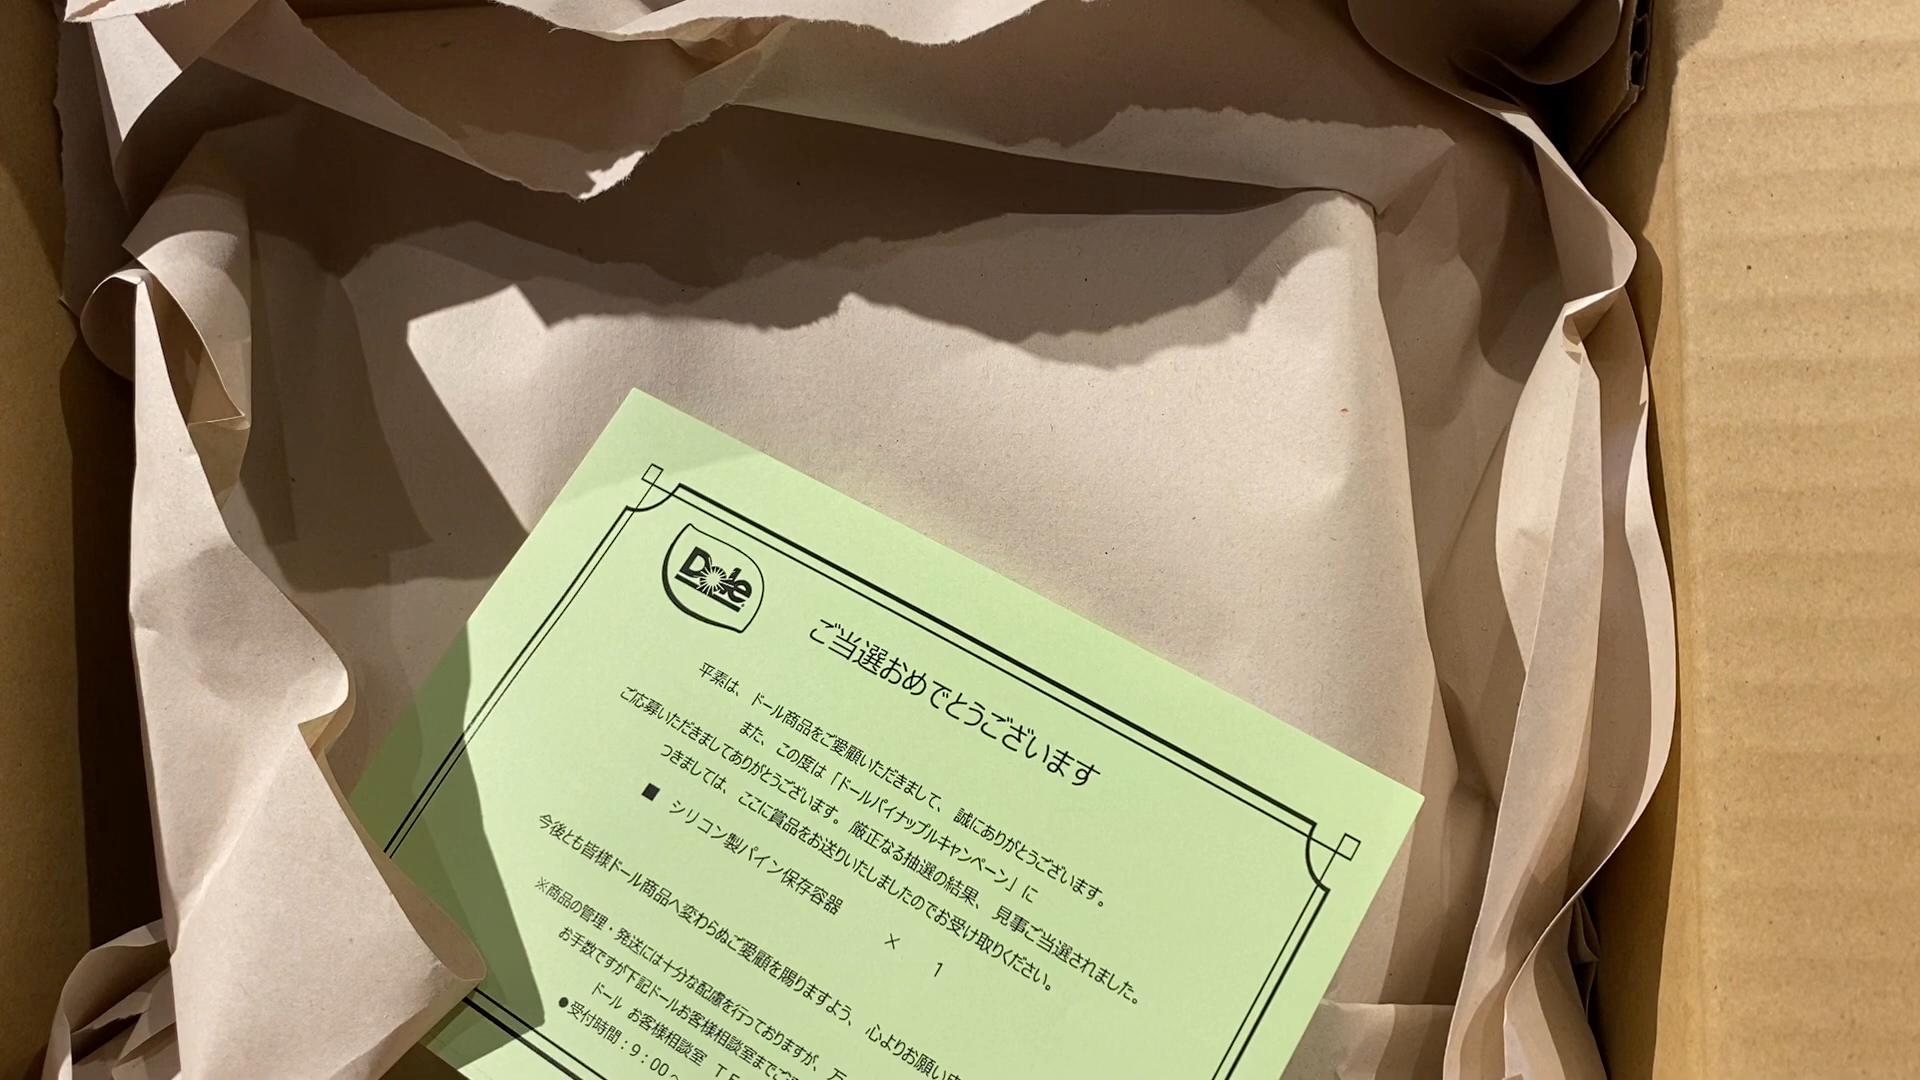 Dole
ご当選おめでとうございます
平素は、ドール商品をご愛顧いただきまして、誠にありがとうございます。
また、この度は「ドールパイナップルキャンペーン」に
ご応募いただきましてありがとうございます。厳正なる抽選の結果、見事ご当選されました。
つきましては、ここに賞品をお送りいたしましたのでお受け取りください。
■ シリコン製パイン保存容器 × 1
今後とも皆様ドール商品へ変わらぬご愛顧を賜りますよう、心よりお願い
※商品の管理・発送には十分な配慮を行っておりますが、万
お手数ですが下記ドールお客様相談室までご
ドール お客様相談室 TE
●受付時間：9：00～